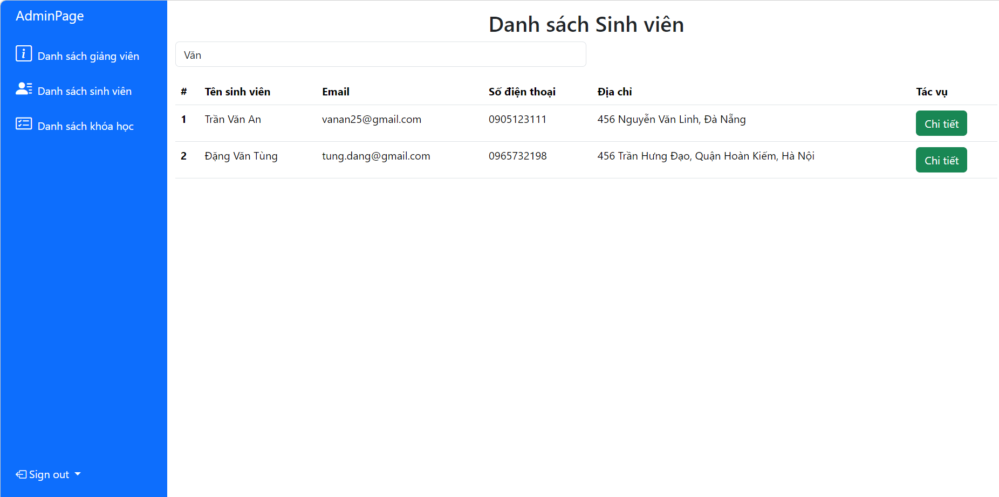 AdminPage
Danh sách giảng viên
Danh sách sinh viên
Danh sách khóa học
Sign out
Danh sách Sinh viên
Văn
# Tên sinh viên Email Số điện thoại Địa chỉ Tác vụ
1 Trần Văn An vanan25@gmail.com 0905123111 456 Nguyễn Văn Linh, Đà Nẵng Chi tiết
2 Đặng Văn Tùng tung.dang@gmail.com 0965732198 456 Trần Hưng Đạo, Quận Hoàn Kiếm, Hà Nội Chi tiết